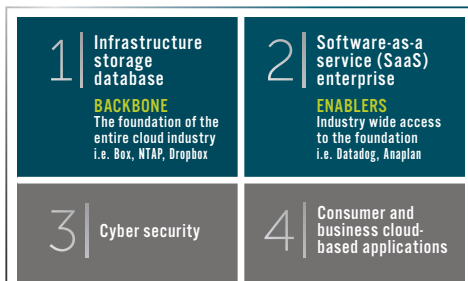 1
Infrastructure
storage
database
BACKBONE
The foundation of the
entire cloud industry
i.e. Box, NTAP, Dropbox
2
Software-as-a
service (SaaS)
enterprise
ENABLERS
Industry wide access
to the foundation
i.e. Datadog, Anaplan
3
Cyber security
4
Consumer and
business cloud-
based applications